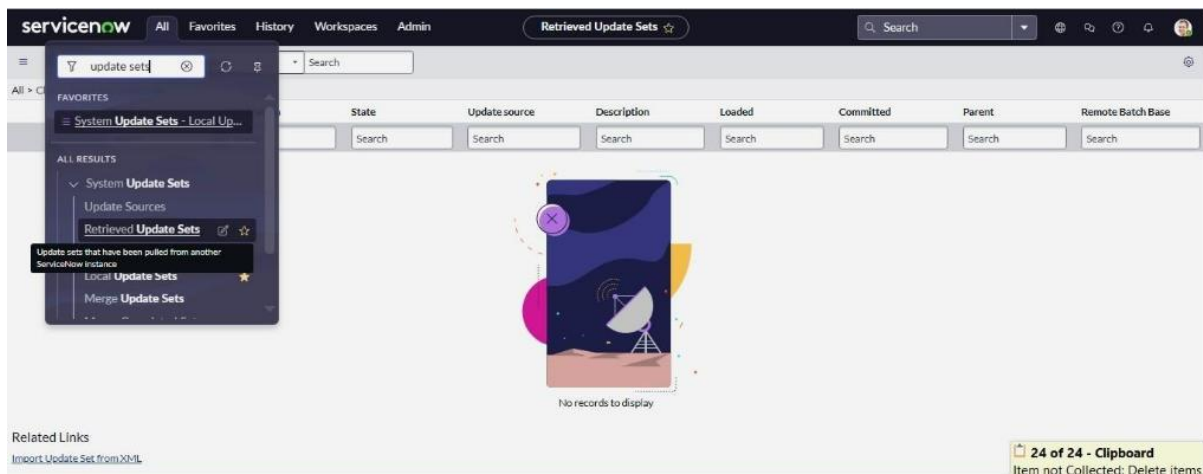 servicenow All Favorites History Workspaces Admin Retrieved Update Sets Search
update sets Search
All >
FAVORITES
System Update Sets - Local Up...
State Update source Description Loaded Committed Parent Remote Batch Base
Search Search Search Search Search Search Search
ALL RESULTS
System Update Sets
Update Sources
Retrieved Update Sets
Update sets that have been pulled from another
ServiceNow instance
Local Update Sets
Merge Update Sets
No records to display
Related Links
Import Update Set from XML
24 of 24 - Clipboard
Item not Collected: Delete items